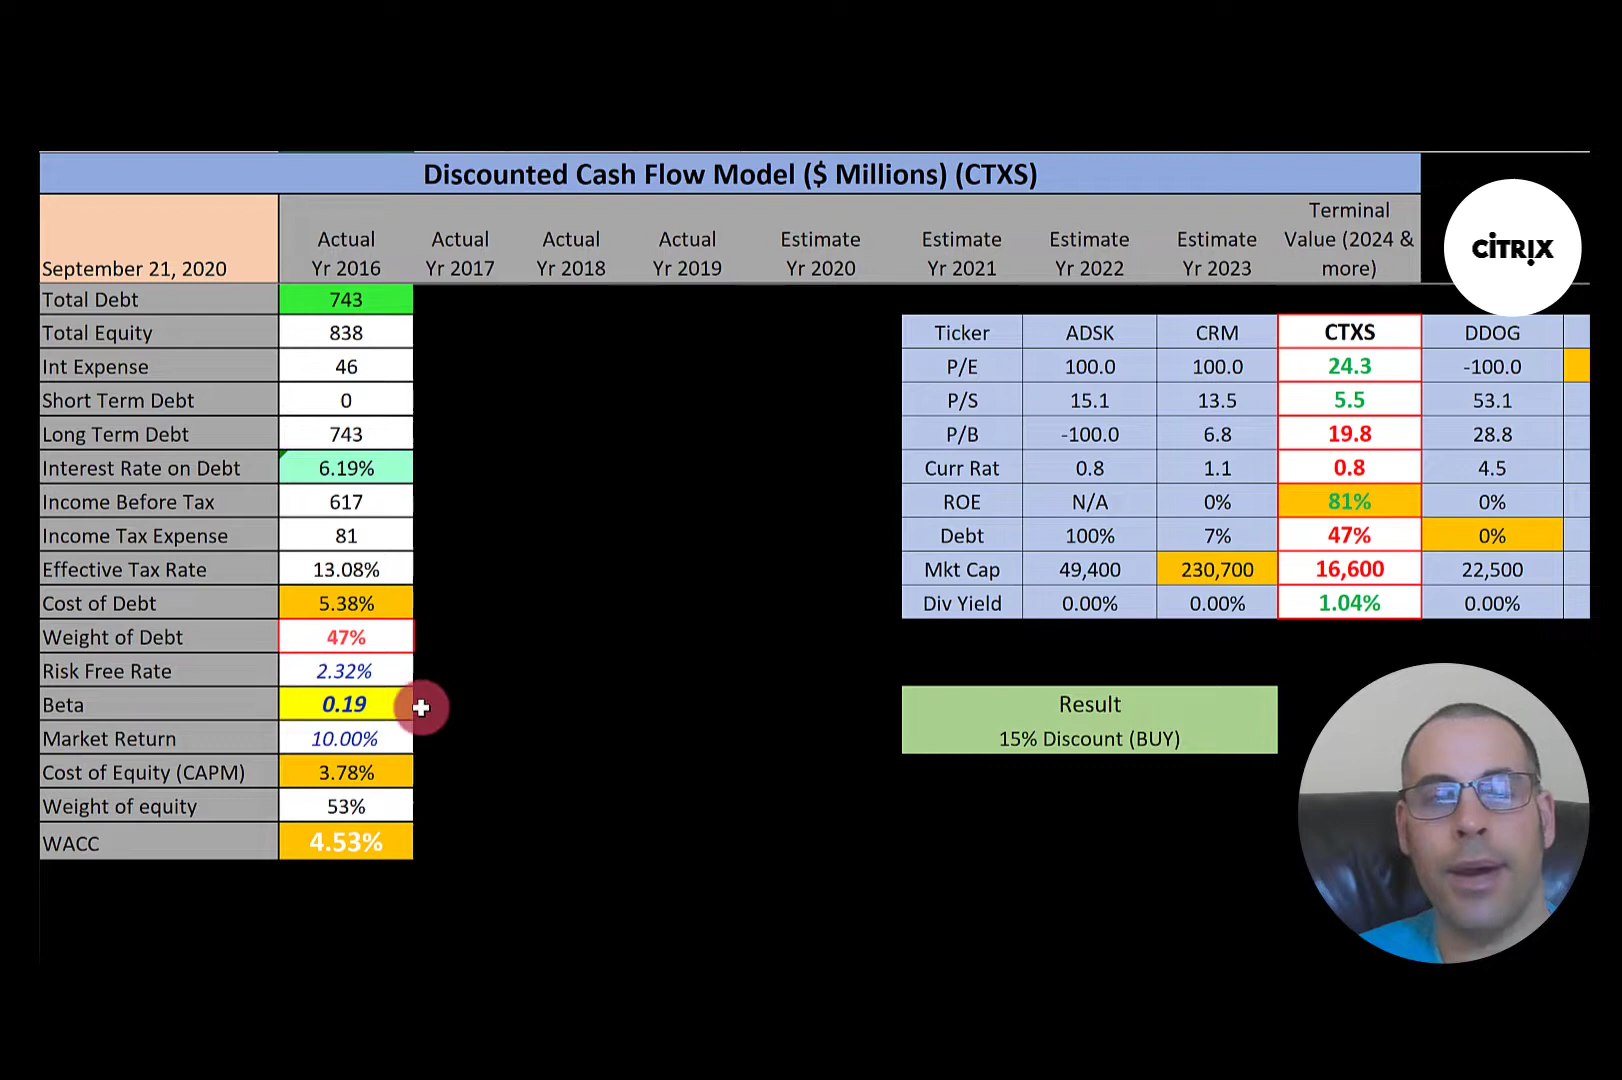 Discounted Cash Flow Model ($ Millions) (CTXS)
September 21, 2020 Actual Yr 2016 Actual Yr 2017 Actual Yr 2018 Actual Yr 2019 Estimate Yr 2020 Estimate Yr 2021 Estimate Yr 2022 Estimate Yr 2023 Terminal Value (2024 & more)
CİTRİX
Total Debt 743
Total Equity 838
Int Expense 46
Short Term Debt 0
Long Term Debt 743
Interest Rate on Debt 6.19%
Income Before Tax 617
Income Tax Expense 81
Effective Tax Rate 13.08%
Cost of Debt 5.38%
Weight of Debt 47%
Risk Free Rate 2.32%
Beta 0.19
Market Return 10.00%
Cost of Equity (CAPM) 3.78%
Weight of equity 53%
WACC 4.53%
Ticker ADSK CRM CTXS DDOG
P/E 100.0 100.0 24.3 -100.0
P/S 15.1 13.5 5.5 53.1
P/B -100.0 6.8 19.8 28.8
Curr Rat 0.8 1.1 0.8 4.5
ROE N/A 0% 81% 0%
Debt 100% 7% 47% 0%
Mkt Cap 49,400 230,700 16,600 22,500
Div Yield 0.00% 0.00% 1.04% 0.00%
Result
15% Discount (BUY)